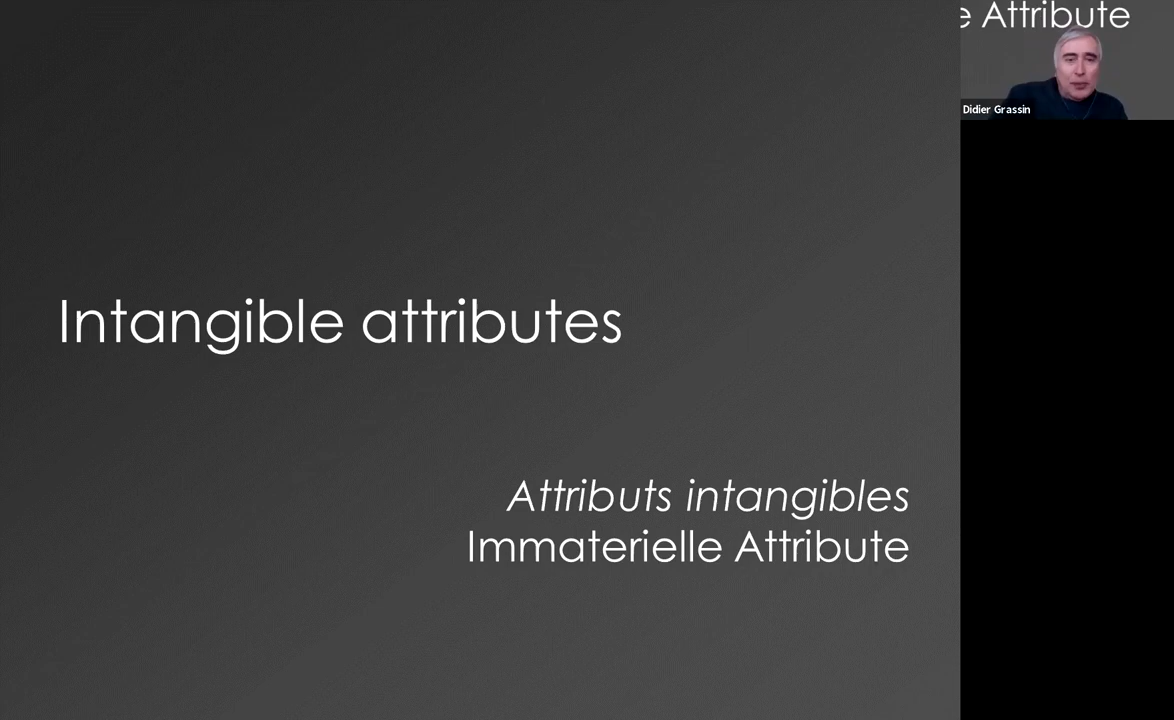 e Attribute
Didier Grassin
Intangible attributes
Attributs intangibles
Immaterielle Attribute